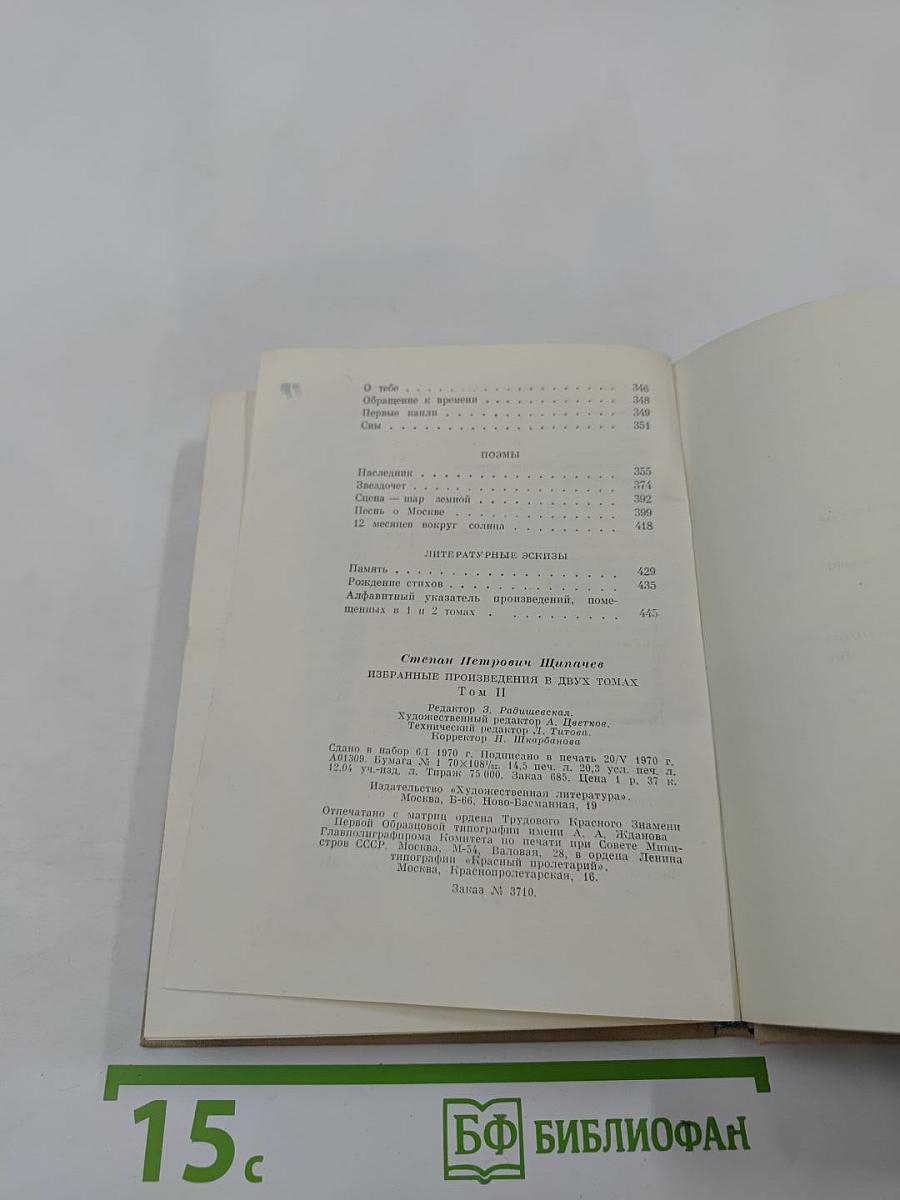 О тебе . . . . . . . . . . . . . . . . . . . . 346
Обращение к времени . . . . . . . . . . . . 348
Первые капли . . . . . . . . . . . . . . . . 349
Сны . . . . . . . . . . . . . . . . . . . . . 351
ПОЭМЫ
Наследник . . . . . . . . . . . . . . . . . 355
Звездочет . . . . . . . . . . . . . . . . . . 374
Сцена — шар земной . . . . . . . . . . . . 392
Песнь о Москве . . . . . . . . . . . . . . 399
12 месяцев вокруг солнца . . . . . . . . . 418
ЛИТЕРАТУРНЫЕ ЭСКИЗЫ
Память . . . . . . . . . . . . . . . . . . . 429
Рождение стихов . . . . . . . . . . . . . . 435
Алфавитный указатель произведений, поме-
щенных в 1 и 2 томах . . . . . . . . . . 445
Степан Петрович Щипачев
ИЗБРАННЫЕ ПРОИЗВЕДЕНИЯ В ДВУХ ТОМАХ
Том II
Редактор З. Радишевская.
Художественный редактор А. Цветков.
Технический редактор Л. Титова.
Корректор Н. Шкарбанова
Сдано в набор 6/I 1970 г. Подписано в печать 20/V 1970 г.
А01309. Бумага № 1 70×108¹/₃₂. 14,5 печ. л. 20,3 усл. печ. л.
12,04 уч.-изд. л. Тираж 75 000. Заказ 685. Цена 1 р. 37 к.
Издательство «Художественная литература».
Москва, Б-66, Ново-Басманная, 19
Отпечатано с матриц ордена Трудового Красного Знамени
Первой Образцовой типографии имени А. А. Жданова
Главполиграфпрома Комитета по печати при Совете Мини-
стров СССР. Москва, М-54, Валовая, 28, в ордена Ленина
типографии «Красный пролетарий».
Москва, Краснопролетарская, 16.
Заказ № 3710.
15 с
БФ БИБЛИОФАН